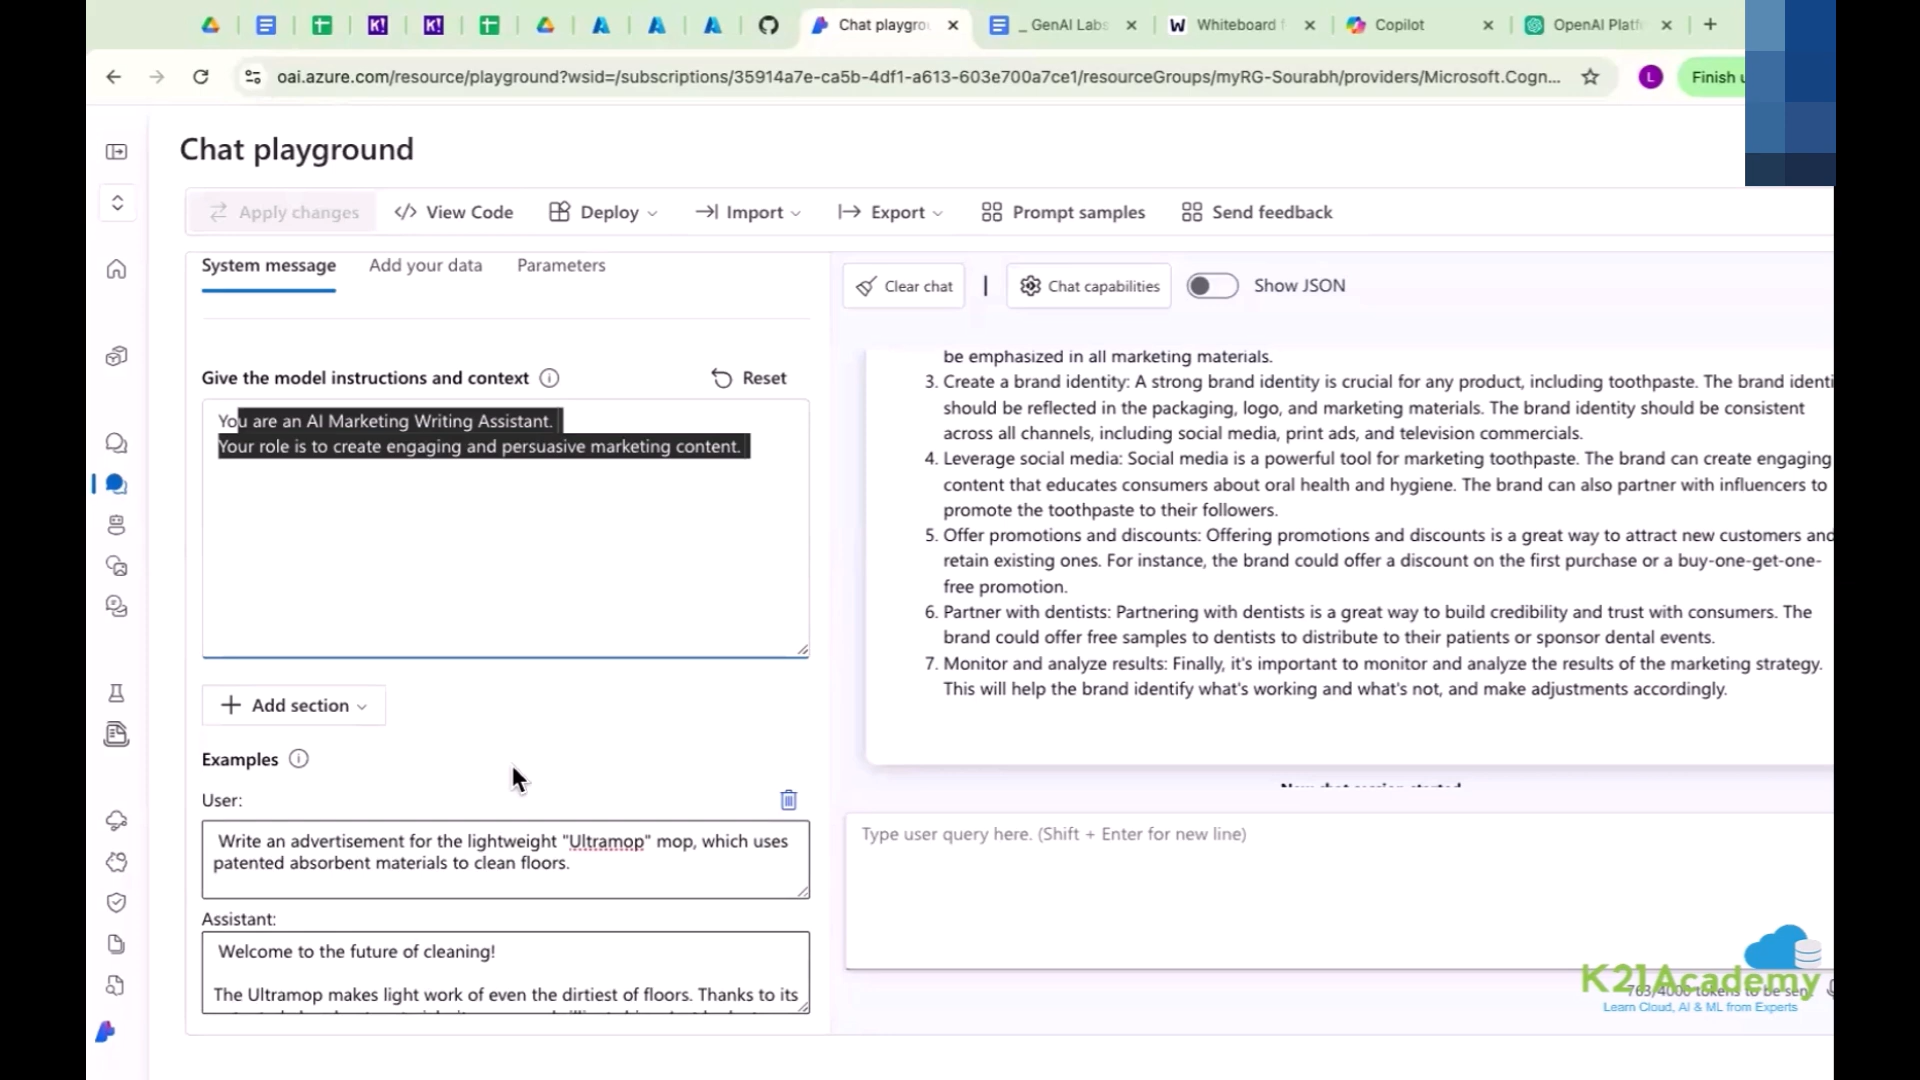 Chat playgro
_ GenAI Labs
Whiteboard f
Copilot
OpenAI Platf
oai.azure.com/resource/playground?wsid=/subscriptions/35914a7e-ca5b-4df1-a613-603e700a7ce1/resourceGroups/myRG-Sourabh/providers/Microsoft.Cogn...
L
Finish u
Chat playground
Apply changes
View Code
Deploy
Import
Export
Prompt samples
Send feedback
System message
Add your data
Parameters
Clear chat
Chat capabilities
Show JSON
Give the model instructions and context
Reset
You are an AI Marketing Writing Assistant.
Your role is to create engaging and persuasive marketing content.
Add section
Examples
User:
Write an advertisement for the lightweight "Ultramop" mop, which uses
patented absorbent materials to clean floors.
Assistant:
Welcome to the future of cleaning!
The Ultramop makes light work of even the dirtiest of floors. Thanks to its
be emphasized in all marketing materials.
3. Create a brand identity: A strong brand identity is crucial for any product, including toothpaste. The brand identi
should be reflected in the packaging, logo, and marketing materials. The brand identity should be consistent
across all channels, including social media, print ads, and television commercials.
4. Leverage social media: Social media is a powerful tool for marketing toothpaste. The brand can create engaging
content that educates consumers about oral health and hygiene. The brand can also partner with influencers to
promote the toothpaste to their followers.
5. Offer promotions and discounts: Offering promotions and discounts is a great way to attract new customers and
retain existing ones. For instance, the brand could offer a discount on the first purchase or a buy-one-get-one-
free promotion.
6. Partner with dentists: Partnering with dentists is a great way to build credibility and trust with consumers. The
brand could offer free samples to dentists to distribute to their patients or sponsor dental events.
7. Monitor and analyze results: Finally, it's important to monitor and analyze the results of the marketing strategy.
This will help the brand identify what's working and what's not, and make adjustments accordingly.
Type user query here. (Shift + Enter for new line)
K21Academy
763/4000 tokens to be sen
Learn Cloud, AI & ML from Experts